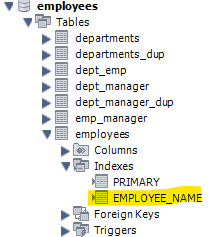 employees
Tables
departments
departments_dup
dept_emp
dept_manager
dept_manager_dup
emp_manager
employees
Columns
Indexes
PRIMARY
EMPLOYEE_NAME
Foreign Keys
Triggers